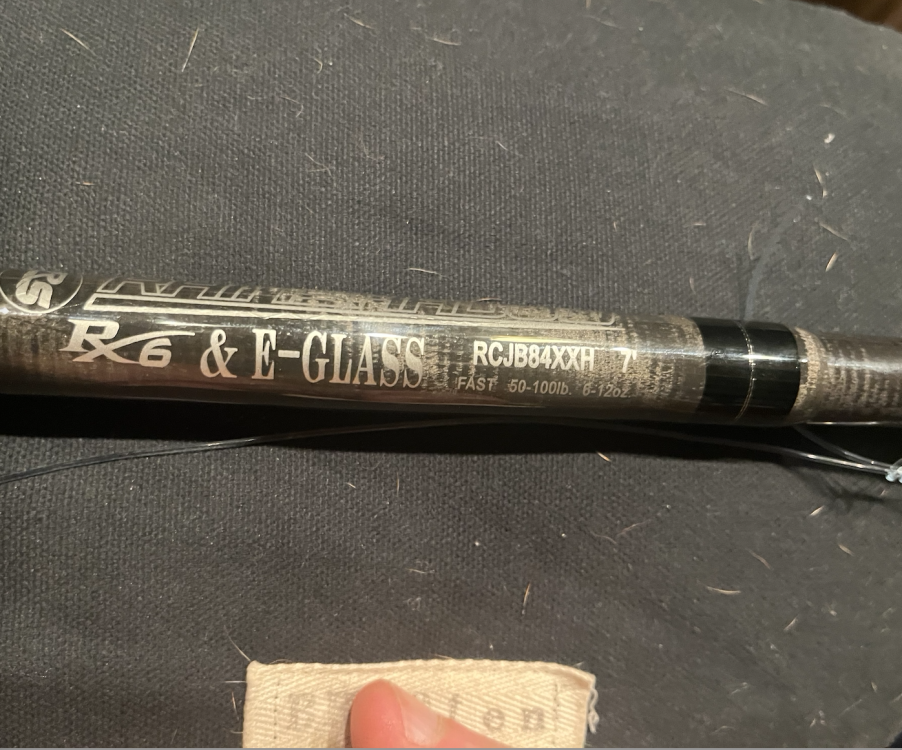 RS
RX6 & E-GLASS RCJB84XXH 7'
FAST 50-100lb. 6-12oz.